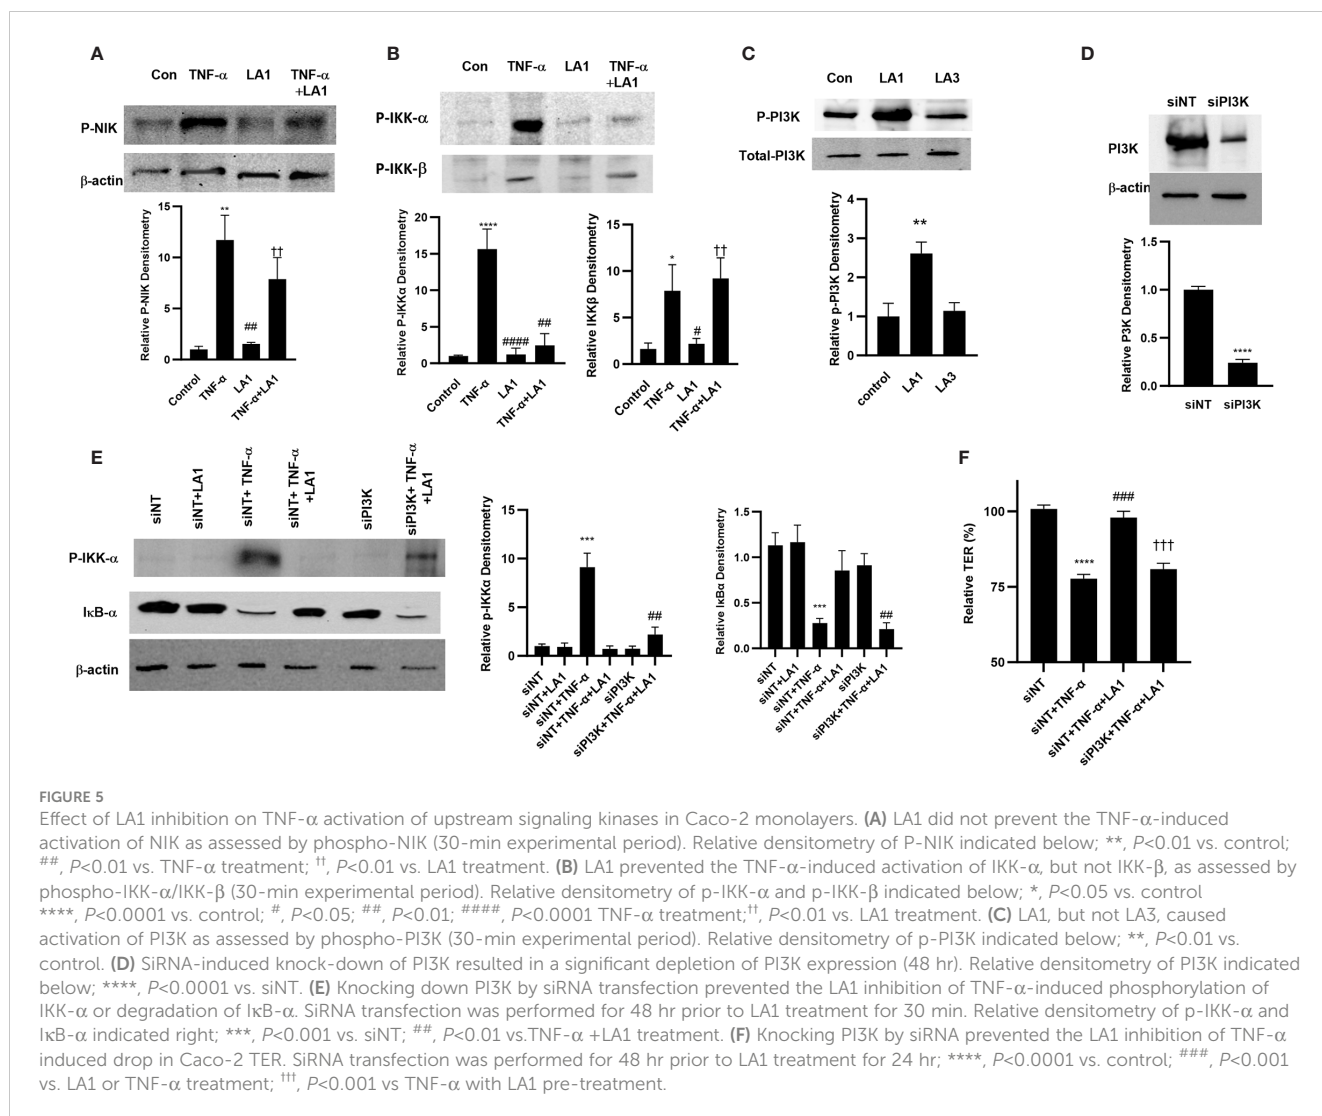 A
Con TNF-α LA1 TNF-α
+LA1
P-NIK
β-actin
Relative P-NIK Densitometry
15
10
5
0
**
##
††
Control
TNF-α
LA1
TNF-α+LA1
B
Con TNF-α LA1 TNF-α
+LA1
P-IKK-α
P-IKK-β
Relative P-IKKα Densitometry
20
15
10
5
0
****
####
##
Control
TNF-α
LA1
TNF-α+LA1
Relative IKKβ Densitometry
15
10
5
0
*
#
††
Control
TNF-α
LA1
TNF-α+LA1
C
Con LA1 LA3
P-PI3K
Total-PI3K
Relative p-PI3K Densitometry
4
3
2
1
0
**
control
LA1
LA3
D
siNT siPI3K
PI3K
β-actin
Relative P3K Densitometry
1.5
1.0
0.5
0.0
****
siNT siPI3K
E
siNT
siNT+LA1
siNT+ TNF-α
siNT+ TNF-α
+LA1
siPI3K
siPI3K+ TNF-α
+LA1
P-IKK-α
IκB-α
β-actin
Relative p-IKKα Densitometry
15
10
5
0
***
##
siNT
siNT+LA1
siNT+TNF-α
siNT+TNF-α+LA1
siPI3K
siPI3K+TNF-α+LA1
Relative IκBα Densitometry
1.5
1.0
0.5
0.0
***
##
siNT
siNT+LA1
siNT+TNF-α
siNT+TNF-α+LA1
siPI3K
siPI3K+TNF-α+LA1
F
Relative TER (%)
100
75
50
****
###
†††
siNT
siNT+TNF-α
siNT+TNF-α+LA1
siPI3K+TNF-α+LA1
FIGURE 5
Effect of LA1 inhibition on TNF-α activation of upstream signaling kinases in Caco-2 monolayers. (A) LA1 did not prevent the TNF-α-induced
activation of NIK as assessed by phospho-NIK (30-min experimental period). Relative densitometry of P-NIK indicated below; **, P<0.01 vs. control;
##, P<0.01 vs. TNF-α treatment; ††, P<0.01 vs. LA1 treatment. (B) LA1 prevented the TNF-α-induced activation of IKK-α, but not IKK-β, as assessed by
phospho-IKK-α/IKK-β (30-min experimental period). Relative densitometry of p-IKK-α and p-IKK-β indicated below; *, P<0.05 vs. control
****, P<0.0001 vs. control; #, P<0.05; ##, P<0.01; ####, P<0.0001 TNF-α treatment;††, P<0.01 vs. LA1 treatment. (C) LA1, but not LA3, caused
activation of PI3K as assessed by phospho-PI3K (30-min experimental period). Relative densitometry of p-PI3K indicated below; **, P<0.01 vs.
control. (D) SiRNA-induced knock-down of PI3K resulted in a significant depletion of PI3K expression (48 hr). Relative densitometry of PI3K indicated
below; ****, P<0.0001 vs. siNT. (E) Knocking down PI3K by siRNA transfection prevented the LA1 inhibition of TNF-α-induced phosphorylation of
IKK-α or degradation of IκB-α. SiRNA transfection was performed for 48 hr prior to LA1 treatment for 30 min. Relative densitometry of p-IKK-α and
IκB-α indicated right; ***, P<0.001 vs. siNT; ##, P<0.01 vs.TNF-α +LA1 treatment. (F) Knocking PI3K by siRNA prevented the LA1 inhibition of TNF-α
induced drop in Caco-2 TER. SiRNA transfection was performed for 48 hr prior to LA1 treatment for 24 hr; ****, P<0.0001 vs. control; ###, P<0.001
vs. LA1 or TNF-α treatment; †††, P<0.001 vs TNF-α with LA1 pre-treatment.